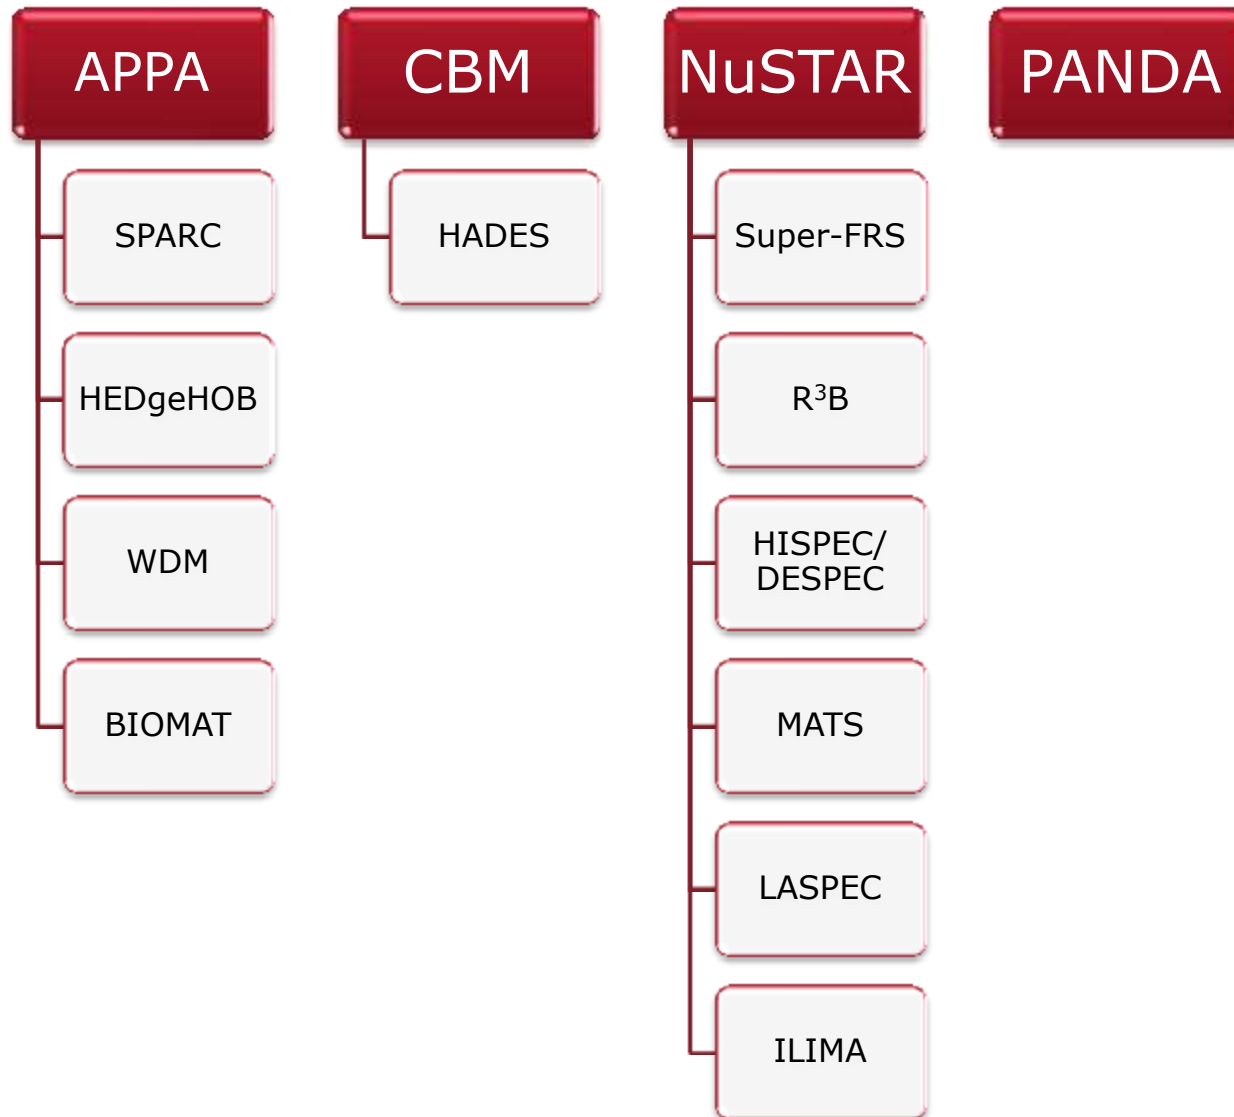 APPA
SPARC
HEDgeHOB
WDM
BIOMAT
CBM
HADES
NuSTAR
Super-FRS
R³B
HISPEC/
DESPEC
MATS
LASPEC
ILIMA
PANDA